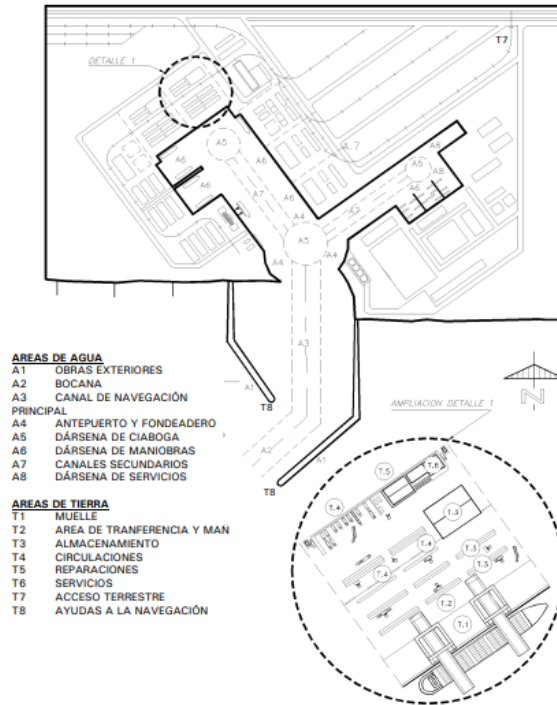 T7
DETALLE 1
A5
A.7
A8
A6
A6
A5
A8
A6
A6
A7
A6
A7
A4
A5
A4
A4
A3
A1
T8
A2
A1
T8
N
AREAS DE AGUA
A1 OBRAS EXTERIORES
A2 BOCANA
A3 CANAL DE NAVEGACIÓN
PRINCIPAL
A4 ANTEPUERTO Y FONDEADERO
A5 DÁRSENA DE CIABOGA
A6 DÁRSENA DE MANIOBRAS
A7 CANALES SECUNDARIOS
A8 DÁRSENA DE SERVICIOS
AREAS DE TIERRA
T1 MUELLE
T2 AREA DE TRANFERENCIA Y MAN
T3 ALMACENAMIENTO
T4 CIRCULACIONES
T5 REPARACIONES
T6 SERVICIOS
T7 ACCESO TERRESTRE
T8 AYUDAS A LA NAVEGACIÓN
AMPLIACION DETALLE 1
T.6
T.5
T.4
T.3
T.4
T.3
T.3
T.4
T.2
T.1